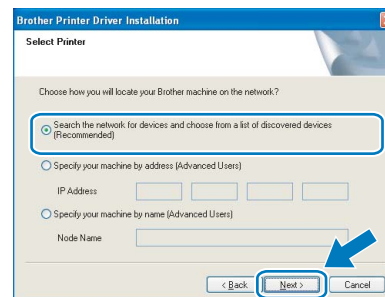 Brother Printer Driver Installation
Select Printer
Choose how you will locate your Brother machine on the network?
Search the network for devices and choose from a list of discovered devices
(Recommended)
Specify your machine by address (Advanced Users)
IP Address
Specify your machine by name (Advanced Users)
Node Name
< Back
Next >
Cancel